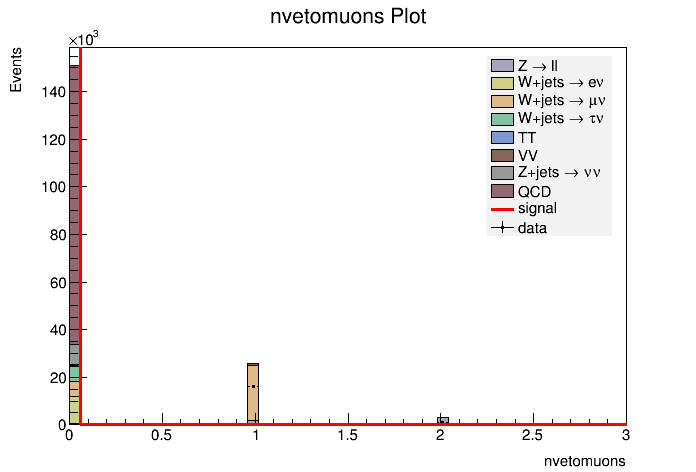 nvetomuons Plot
×10³
Events
140
120
100
80
60
40
20
0
0 0.5 1 1.5 2 2.5 3
nvetomuons
Z → ll
W+jets → eν
W+jets → μν
W+jets → τν
TT
VV
Z+jets → νν
QCD
signal
data